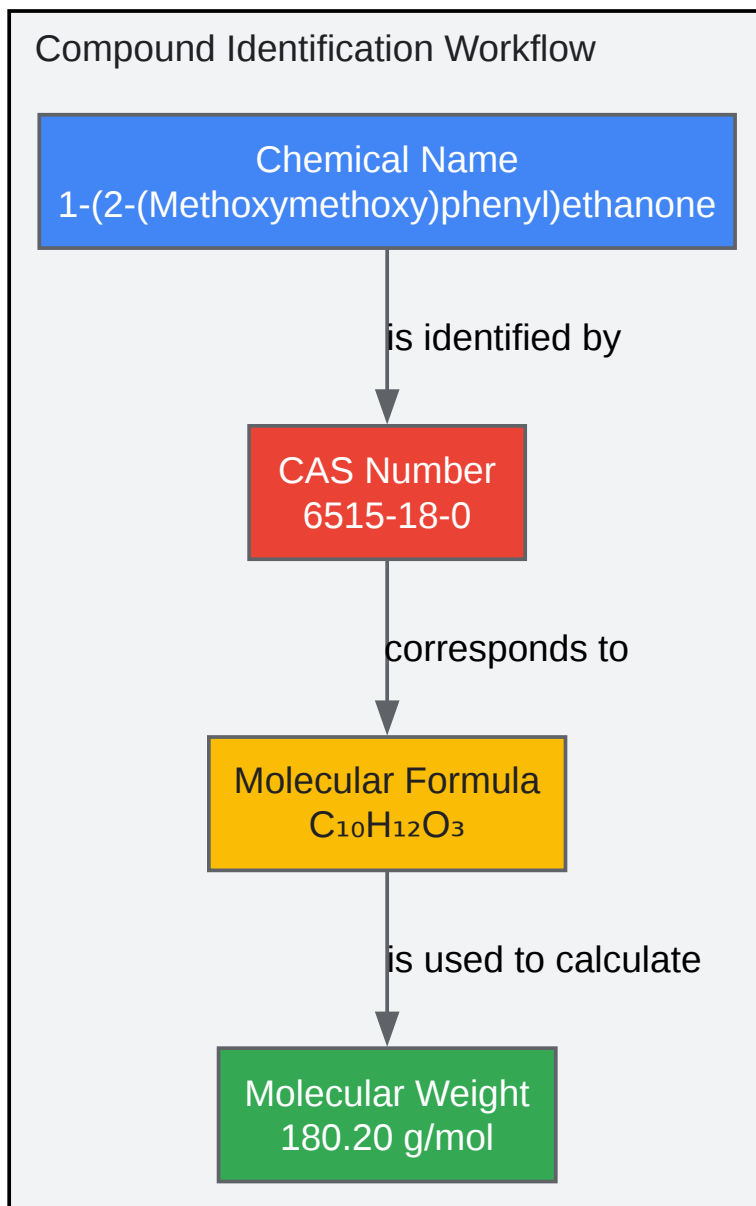 Compound Identification Workflow
Chemical Name
1-(2-(Methoxymethoxy)phenyl)ethanone
is identified by
CAS Number
6515-18-0
corresponds to
Molecular Formula
C₁₀H₁₂O₃
is used to calculate
Molecular Weight
180.20 g/mol